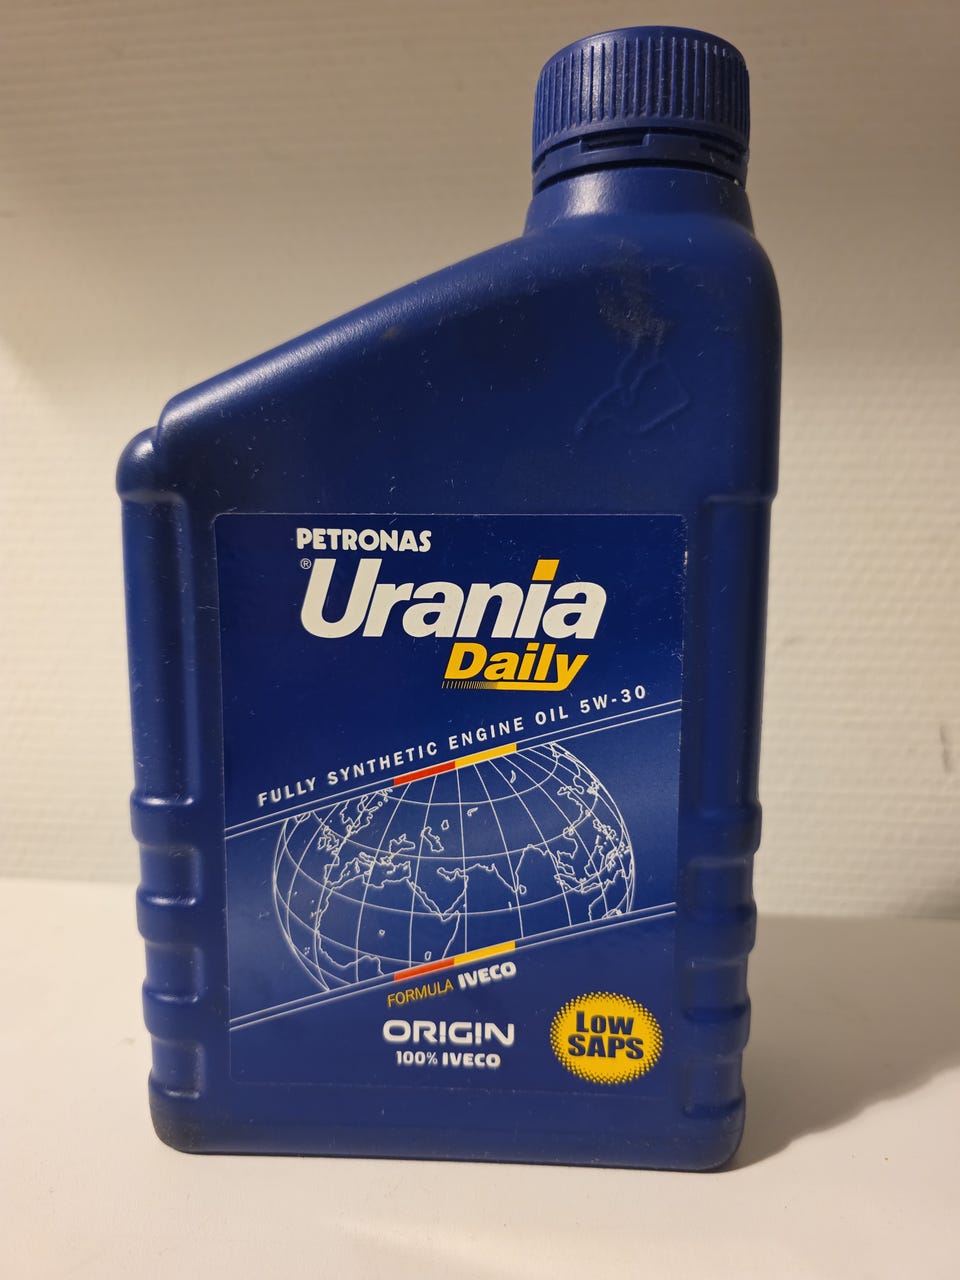 PETRONAS
® Urania
Daily
FULLY SYNTHETIC ENGINE OIL 5W-30
FORMULA IVECO
ORIGIN
100% IVECO
Low
SAPS